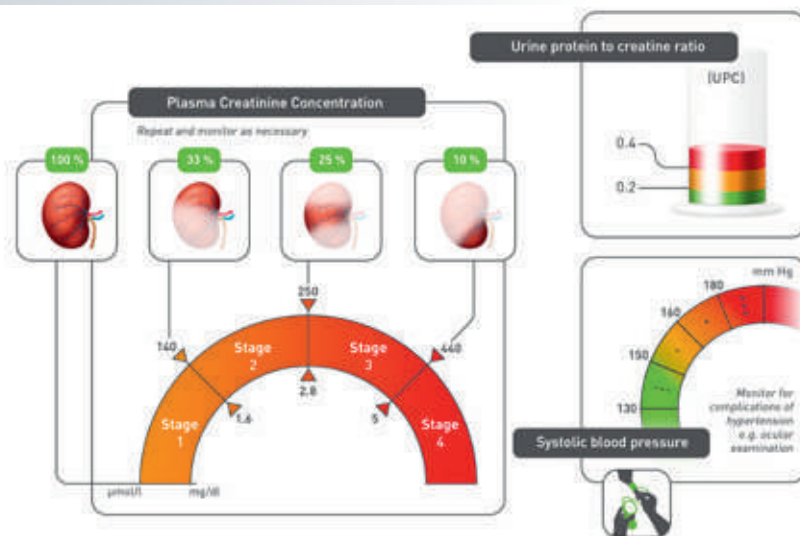 Urine protein to creatine ratio
(UPC)
0.4
0.2
Plasma Creatinine Concentration
Repeat and monitor as necessary
100 %
33 %
25 %
10 %
250
140
440
Stage
2
Stage
3
2.8
1.6
5
Stage
1
Stage
4
µmol/l
mg/dl
mm Hg
180
160
150
130
Monitor for
complications of
hypertension
e.g. ocular
examination
Systolic blood pressure